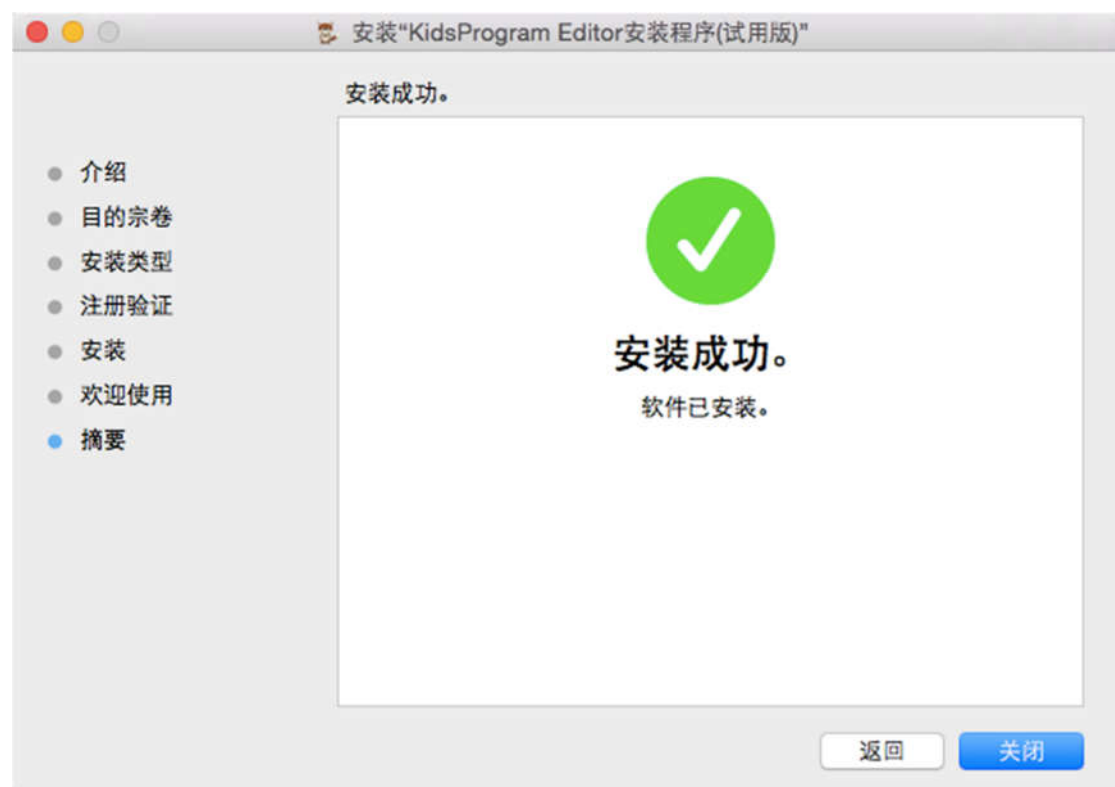 安装“KidsProgram Editor安装程序(试用版)”
安装成功。
介绍
目的宗卷
安装类型
注册验证
安装
欢迎使用
摘要
安装成功。
软件已安装。
返回
关闭